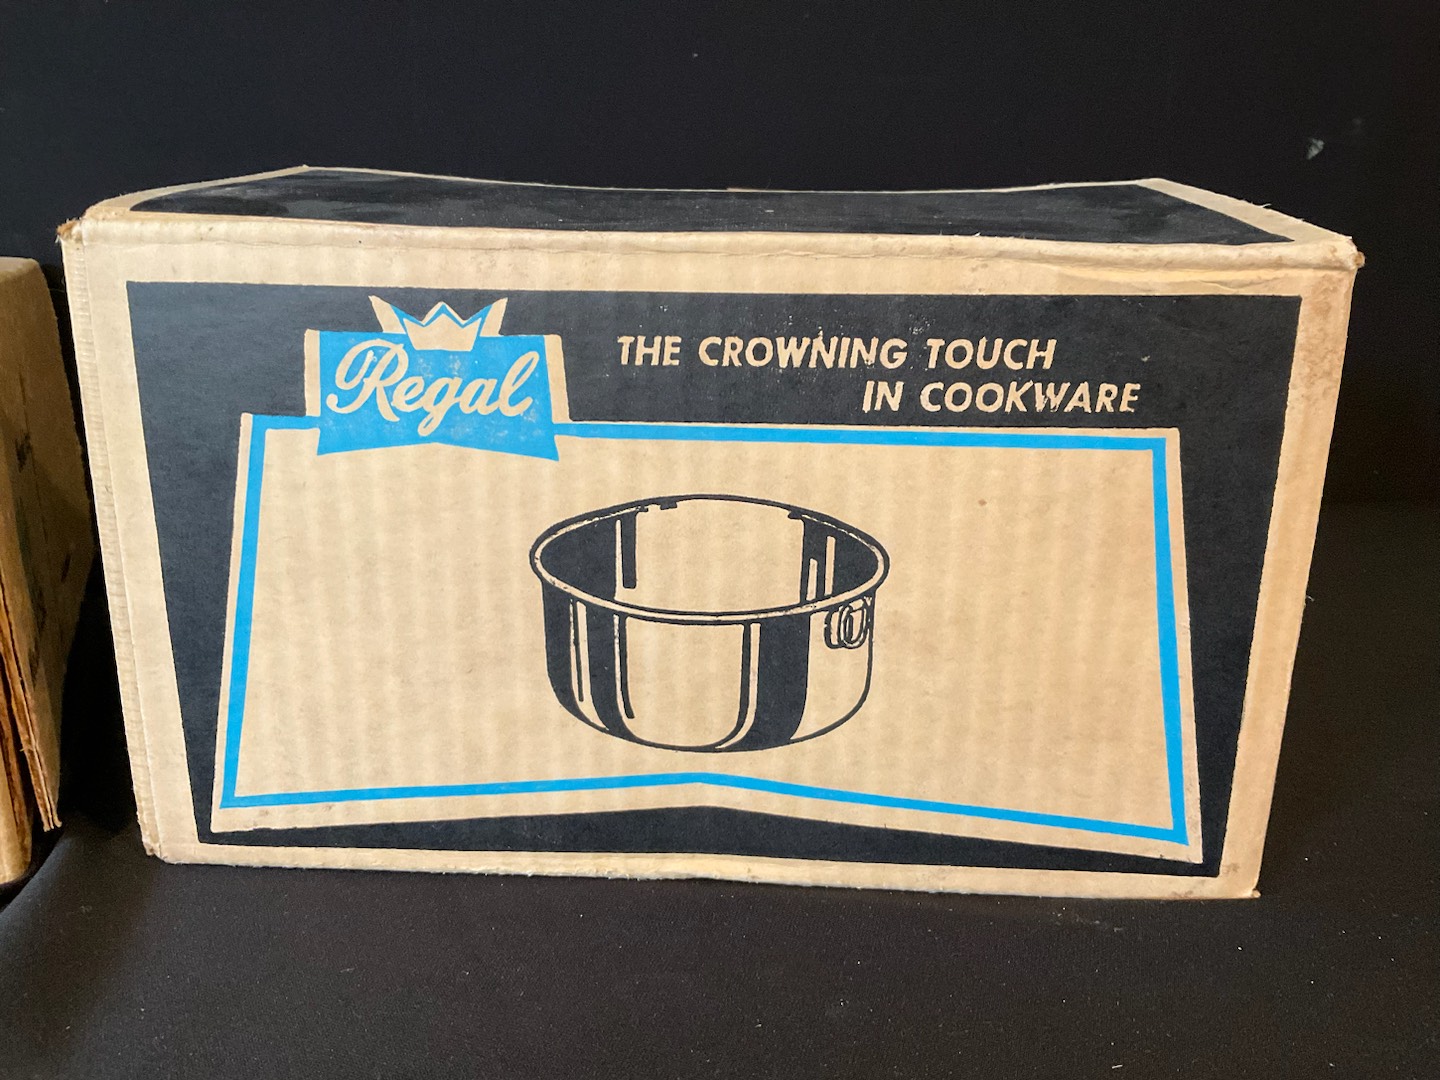 Regal
THE CROWNING TOUCH
IN COOKWARE